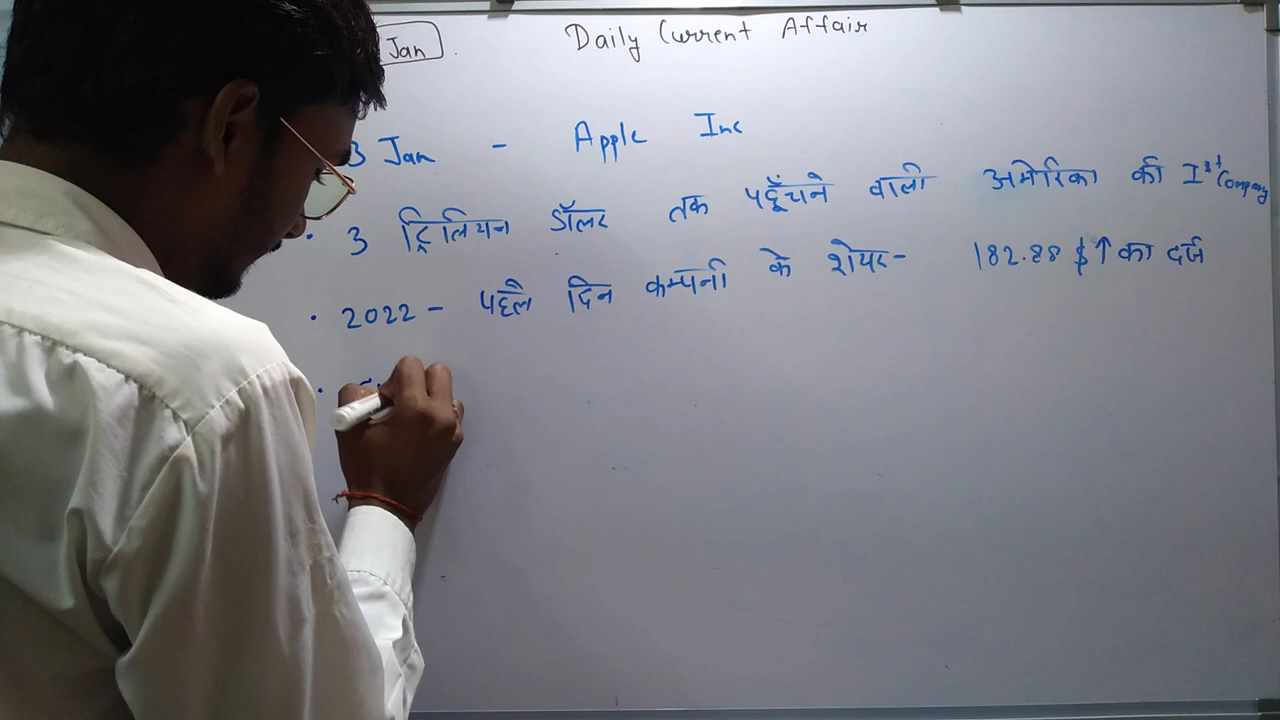 Jan
Daily Current Affair
3 Jan - Apple Inc
• 3 ट्रिलियन डॉलर तक पहूँचने वाली अमेरिका की Ist Company
• 2022 - पहले दिन कम्पनी के शेयर- 182.88 $↑ का दर्ज